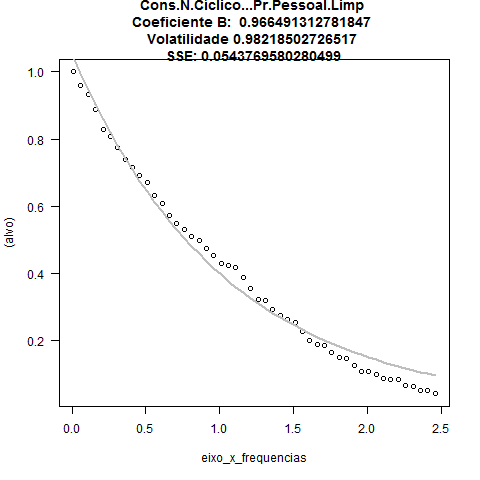 Cons.N.Ciclico...Pr.Pessoal.Limp
Coeficiente B:  0.966491312781847
Volatilidade 0.98218502726517
SSE: 0.0543769580280499
1.0
0.8
0.6
0.4
0.2
(alvo)
0.0 0.5 1.0 1.5 2.0 2.5
eixo_x_frequencias